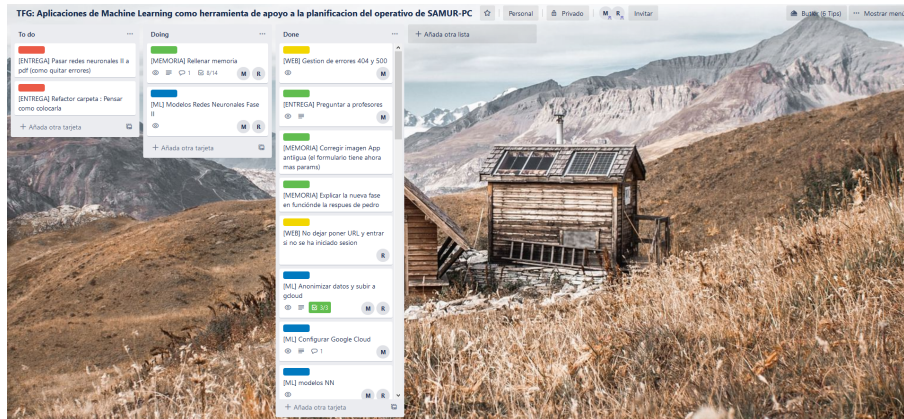 TFG: Aplicaciones de Machine Learning como herramienta de apoyo a la planificacion del operativo de SAMUR-PC
Personal
Privado
M R
Invitar
Butler (6 Tips)
Mostrar menú
To do
[ENTREGA] Pasar redes neuronales II a
pdf (como quitar errores)
[ENTREGA] Refactor carpeta : Pensar
como colocarla
+ Añada otra tarjeta
Doing
[MEMORIA] Rellenar memoria
1 8/14 M R
[ML] Modelos Redes Neuronales Fase
II
M R
+ Añada otra tarjeta
Done
[WEB] Gestion de errores 404 y 500
M
[ENTREGA] Preguntar a profesores
M
[MEMORIA] Corregir imagen App
antiigua (el formulario tiene ahora
mas params)
[MEMORIA] Explicar la nueva fase
en funciónde la respues de pedro
[WEB] No dejar poner URL y entrar
si no se ha iniciado sesion
R
[ML] Anonimizar datos y subir a
gcloud
3/3 M R
[ML] Configurar Google Cloud
1 M
[ML] modelos NN
M R
+ Añada otra tarjeta
+ Añada otra lista